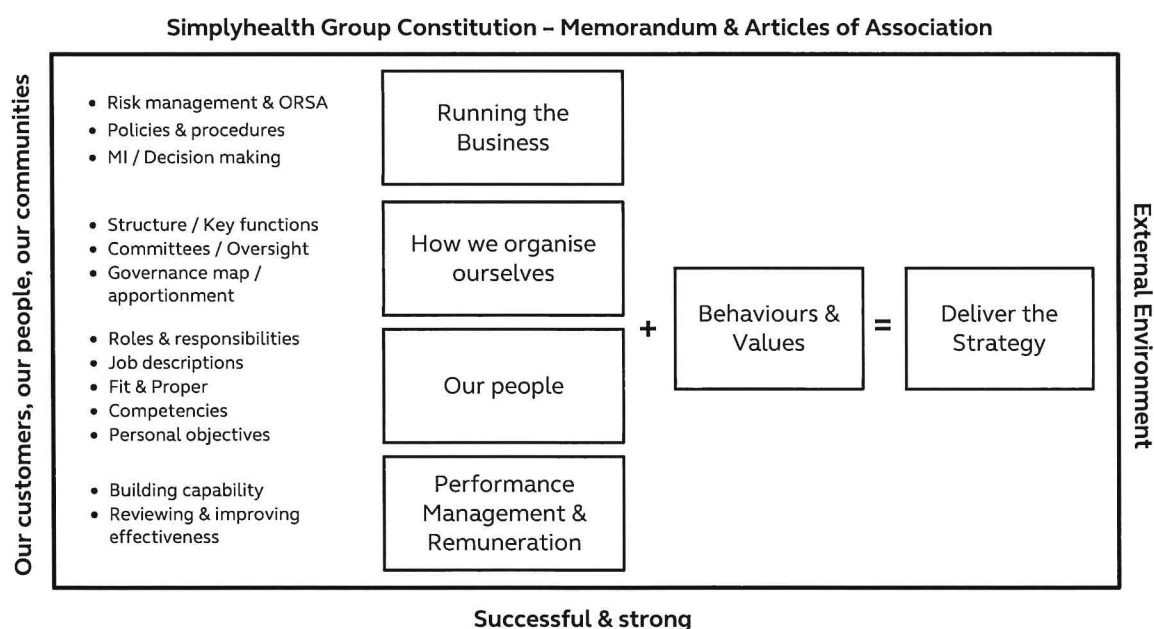 Simplyhealth Group Constitution – Memorandum & Articles of Association
Our customers, our people, our communities
• Risk management & ORSA
• Policies & procedures
• MI / Decision making
Running the
Business
• Structure / Key functions
• Committees / Oversight
• Governance map /
apportionment
How we organise
ourselves
• Roles & responsibilities
• Job descriptions
• Fit & Proper
• Competencies
• Personal objectives
Our people
• Building capability
• Reviewing & improving
effectiveness
Performance
Management &
Remuneration
+
Behaviours &
Values
=
Deliver the
Strategy
External Environment
Successful & strong